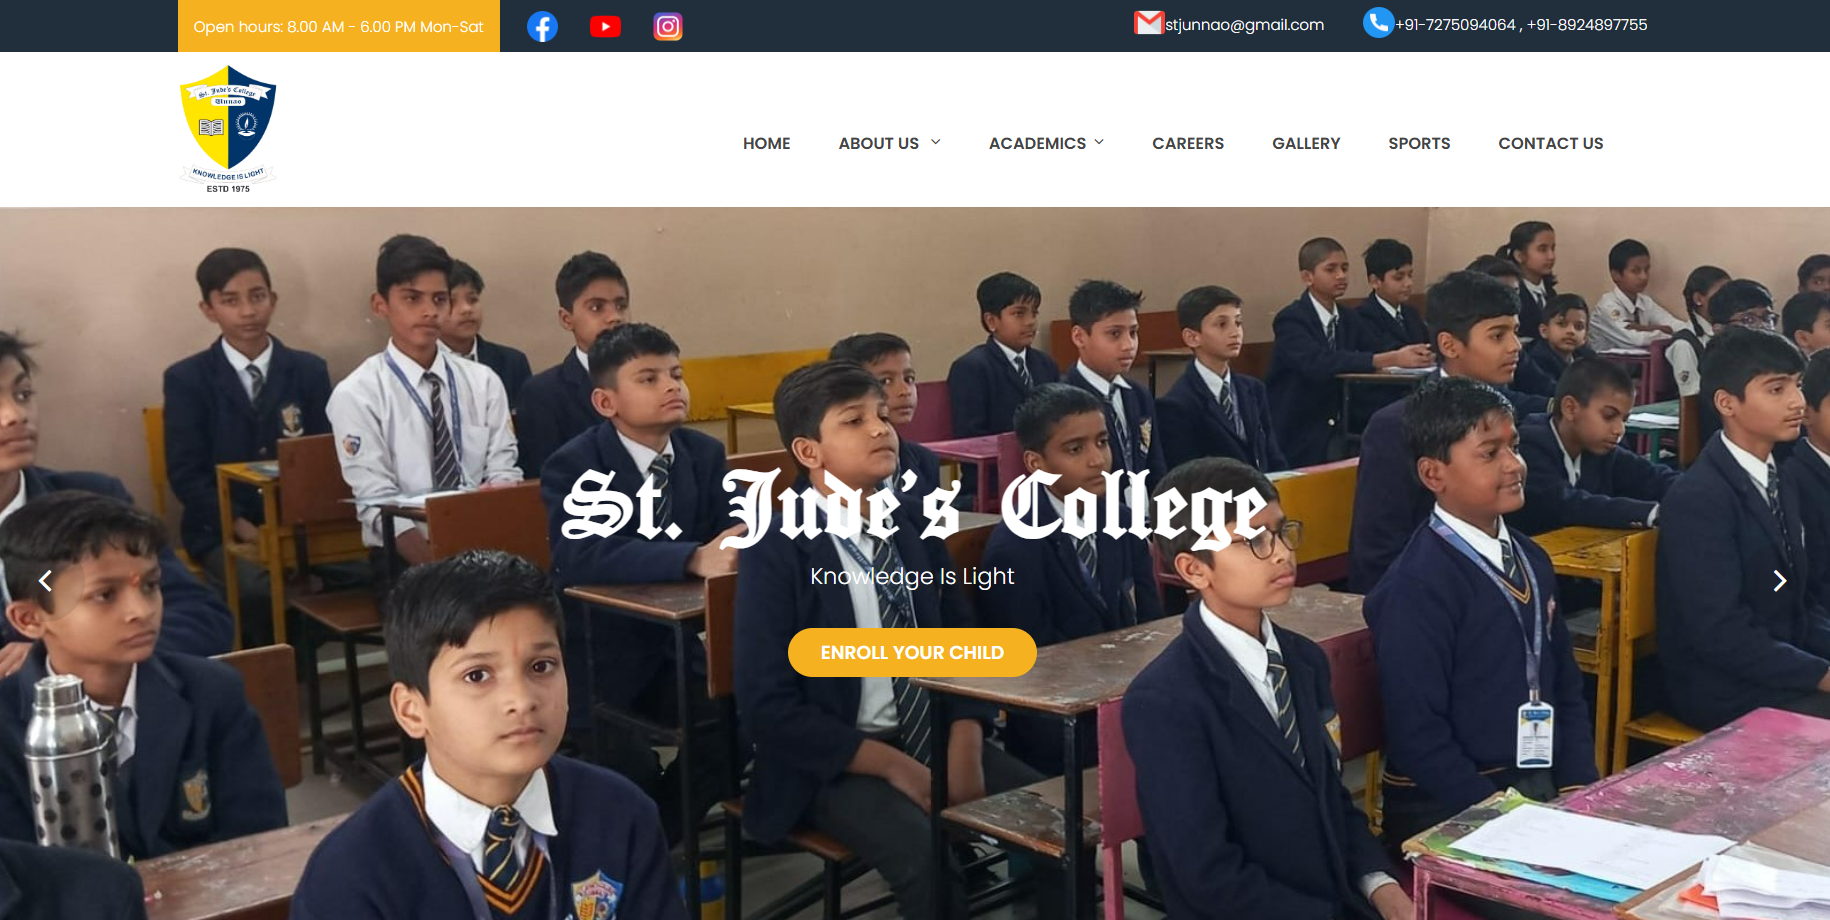 Open hours: 8.00 AM - 6.00 PM Mon-Sat
stjunnao@gmail.com
+91-7275094064 , +91-8924897755
St. Jude's College
Unnao
KNOWLEDGE IS LIGHT
ESTD 1975
HOME
ABOUT US
ACADEMICS
CAREERS
GALLERY
SPORTS
CONTACT US
St. Jude's College
Knowledge Is Light
ENROLL YOUR CHILD